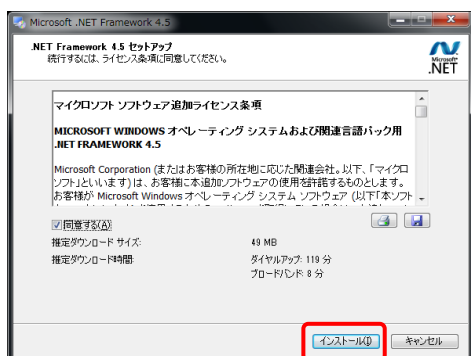 Microsoft .NET Framework 4.5
.NET Framework 4.5 セットアップ
続行するには、ライセンス条項に同意してください。
Microsoft®
.NET
マイクロソフト ソフトウェア追加ライセンス条項
MICROSOFT WINDOWS オペレーティング システムおよび関連言語パック用
.NET FRAMEWORK 4.5
Microsoft Corporation (またはお客様の所在地に応じた関連会社。以下、「マイクロ
ソフト」といいます) は、お客様に本追加ソフトウェアの使用を許諾するものとします。
お客様が Microsoft Windows オペレーティング システム ソフトウェア (以下「本ソフト
同意する(A)
推定ダウンロード サイズ: 49 MB
推定ダウンロード時間: ダイヤルアップ: 119 分
ブロードバンド: 8 分
インストール(I) キャンセル